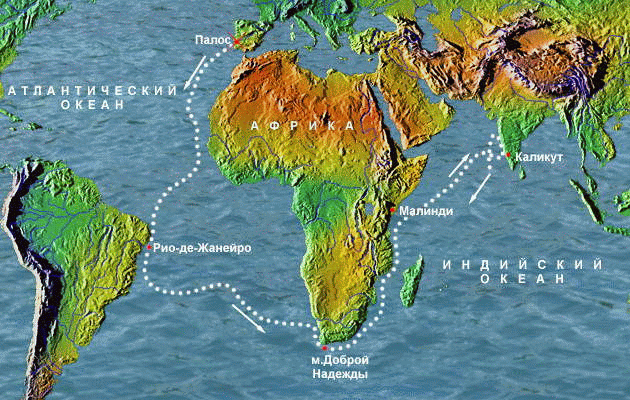 Палос
АТЛАНТИЧЕСКИЙ
ОКЕАН
АФРИКА
Каликут
Малинди
Рио-де-Жанейро
ИНДИЙСКИЙ
ОКЕАН
м.Доброй
Надежды